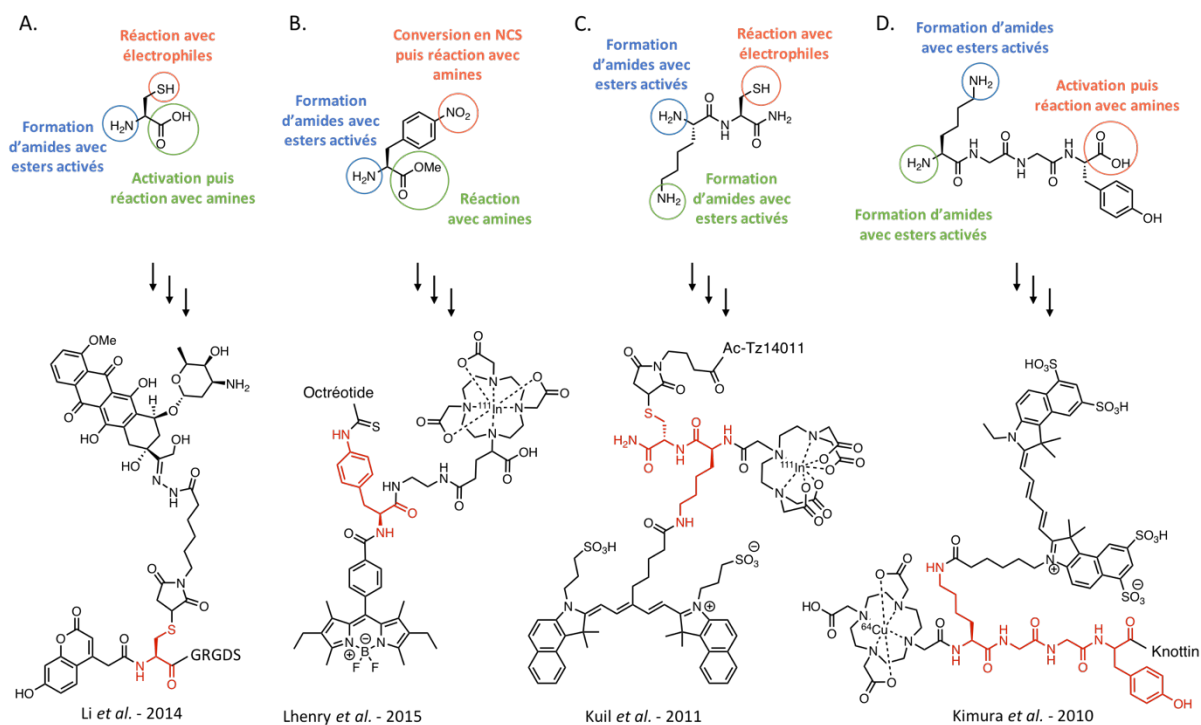 A.
Réaction avec
électrophiles
SH
H₂N
OH
O
Formation
d'amides avec
esters activés
Activation puis
réaction avec amines
B.
Conversion en NCS
puis réaction avec
amines
Formation
d'amides avec
esters activés
NO₂
H₂N
OMe
O
Réaction
avec amines
C.
Formation
d'amides avec
esters activés
Réaction avec
électrophiles
SH
O
H₂N
N
H
NH₂
O
NH₂
Formation
d'amides avec
esters activés
D.
Formation d'amides
avec esters activés
NH₂
Activation puis
réaction avec amines
H₂N
O
H
N
O
N
H
O
H
N
O
OH
OH
Formation d'amides
avec esters activés
OMe
O
OH
O
OH
OH
O
O
OH
NH₂
OH
OH
N
NH
O
O
N
O
S
O
O
HO
O
N
H
O
GRGDS
Li et al. - 2014
Octréotide
HN
S
O
O
O
O
N
N
¹¹¹In
N
N
O
O
O
OH
H
N
N
H
O
O
NH
O
N
N
⊕
B
⊖
F
F
Lhenry et al. - 2015
Ac-Tz14011
O
N
O
O
S
H₂N
O
H
N
O
H
N
O
N
N
¹¹¹In
N
N
O
O
O
O
O
O
NH
O
SO₃H
SO₃
⊖
N
N
⊕
Kuil et al. - 2011
HO₃S
SO₃H
N
N
⊕
SO₃H
SO₃
⊖
O
HN
O
O
HO
O
N
N
⁶⁴Cu
N
N
O
O
O
N
H
O
H
N
O
N
H
O
H
N
O
Knottin
OH
Kimura et al. - 2010